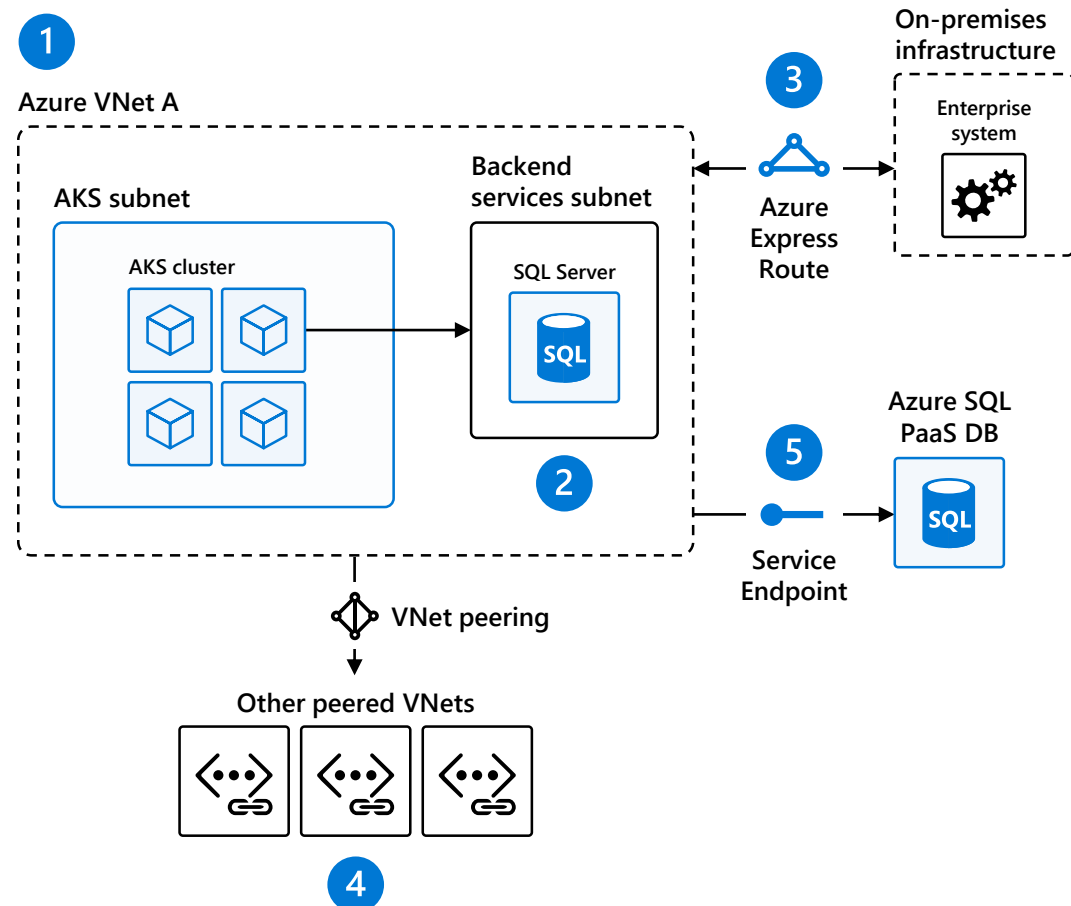 1
Azure VNet A
AKS subnet
AKS cluster
Backend
services subnet
SQL Server
SQL
2
3
Azure
Express
Route
On-premises
infrastructure
Enterprise
system
5
Service
Endpoint
Azure SQL
PaaS DB
SQL
VNet peering
Other peered VNets
4